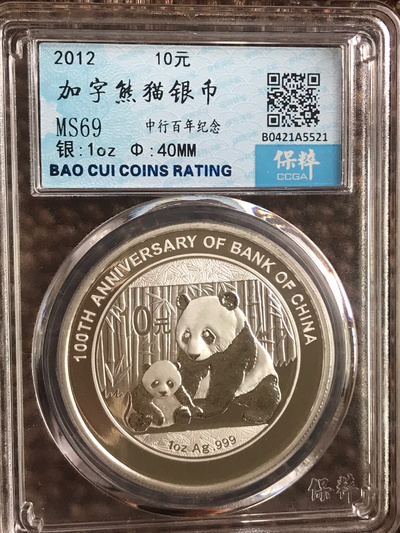 2012 10元
加字熊猫银币
MS69 中行百年纪念
B0421A5521
银:1oz Φ:40MM
保粹
CCGA
BAO CUI COINS RATING
100TH ANNIVERSARY OF BANK OF CHINA
10元
1oz Ag .999
保粹